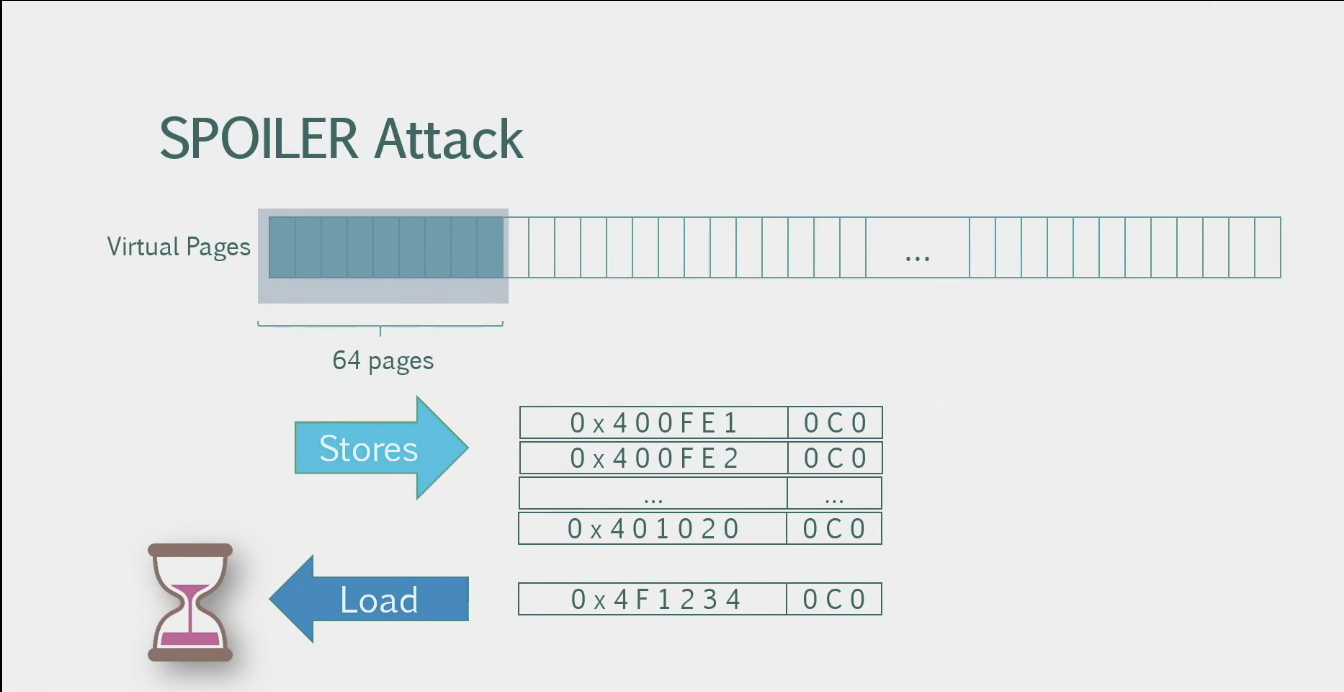 SPOILER Attack
Virtual Pages
...
64 pages
Stores
0x400FE1 0C0
0x400FE2 0C0
... ...
0x401020 0C0
Load
0x4F1234 0C0